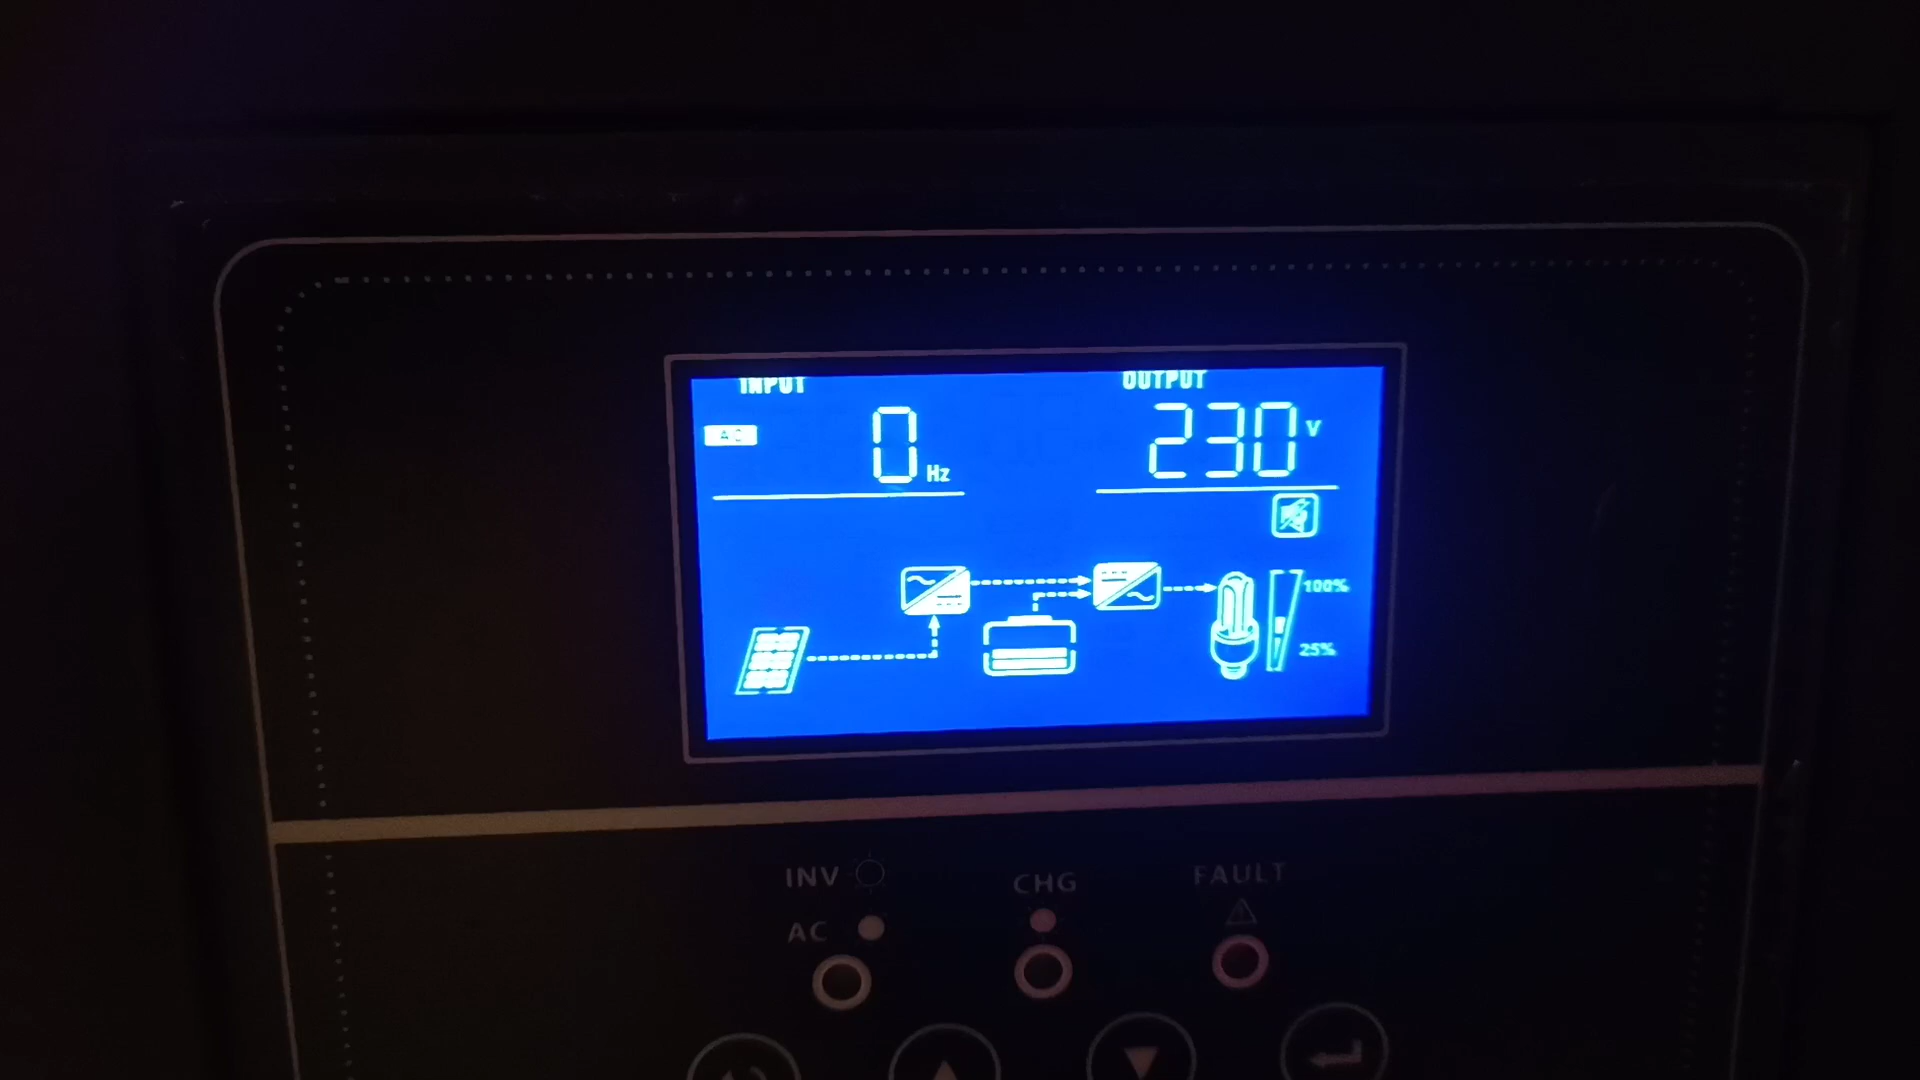 INPUT
OUTPUT
AC
0 Hz
230 V
100%
25%
INV
AC
CHG
FAULT